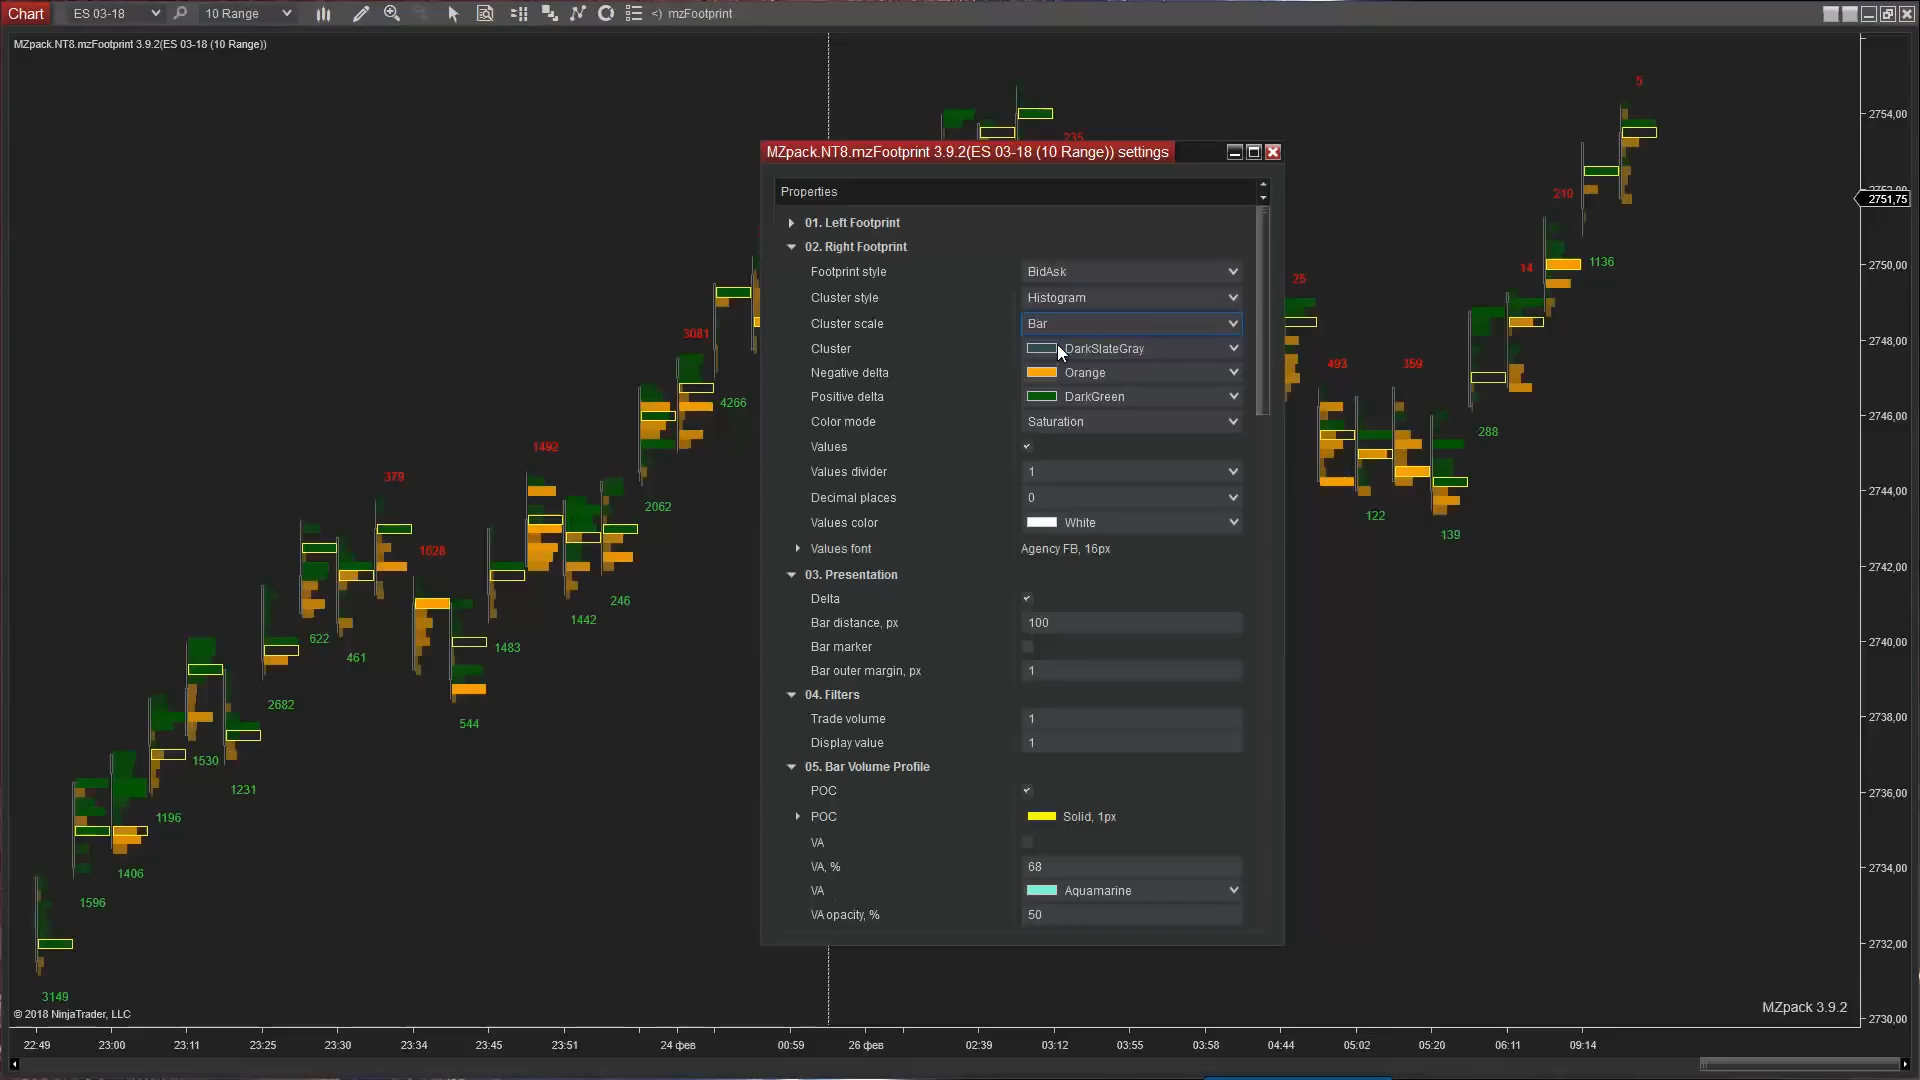 Chart ES 03-18 10 Range mzFootprint
MZpack.NT8.mzFootprint 3.9.2(ES 03-18 (10 Range))
MZpack.NT8.mzFootprint 3.9.2(ES 03-18 (10 Range)) settings
Properties
01. Left Footprint
02. Right Footprint
Footprint style BidAsk
Cluster style Histogram
Cluster scale Bar
Cluster DarkSlateGray
Negative delta Orange
Positive delta DarkGreen
Color mode Saturation
Values
Values divider 1
Decimal places 0
Values color White
Values font Agency FB, 16px
03. Presentation
Delta
Bar distance, px 100
Bar marker
Bar outer margin, px 1
04. Filters
Trade volume 1
Display value 1
05. Bar Volume Profile
POC
POC Solid, 1px
VA
VA, % 68
VA Aquamarine
VA opacity, % 50
3149
1596
1406
1196
1530
1231
2682
622
461
379
1628
544
1483
1492
1442
246
2062
3081
4266
235
25
493
122
359
139
288
14
210
1136
5
2754,00
2751,75
2750,00
2748,00
2746,00
2744,00
2742,00
2740,00
2738,00
2736,00
2734,00
2732,00
2730,00
MZpack 3.9.2
© 2018 NinjaTrader, LLC
22:49 23:00 23:11 23:25 23:30 23:34 23:45 23:51 24 фев 00:59 26 фев 02:39 03:12 03:55 03:58 04:44 05:02 05:20 06:11 09:14